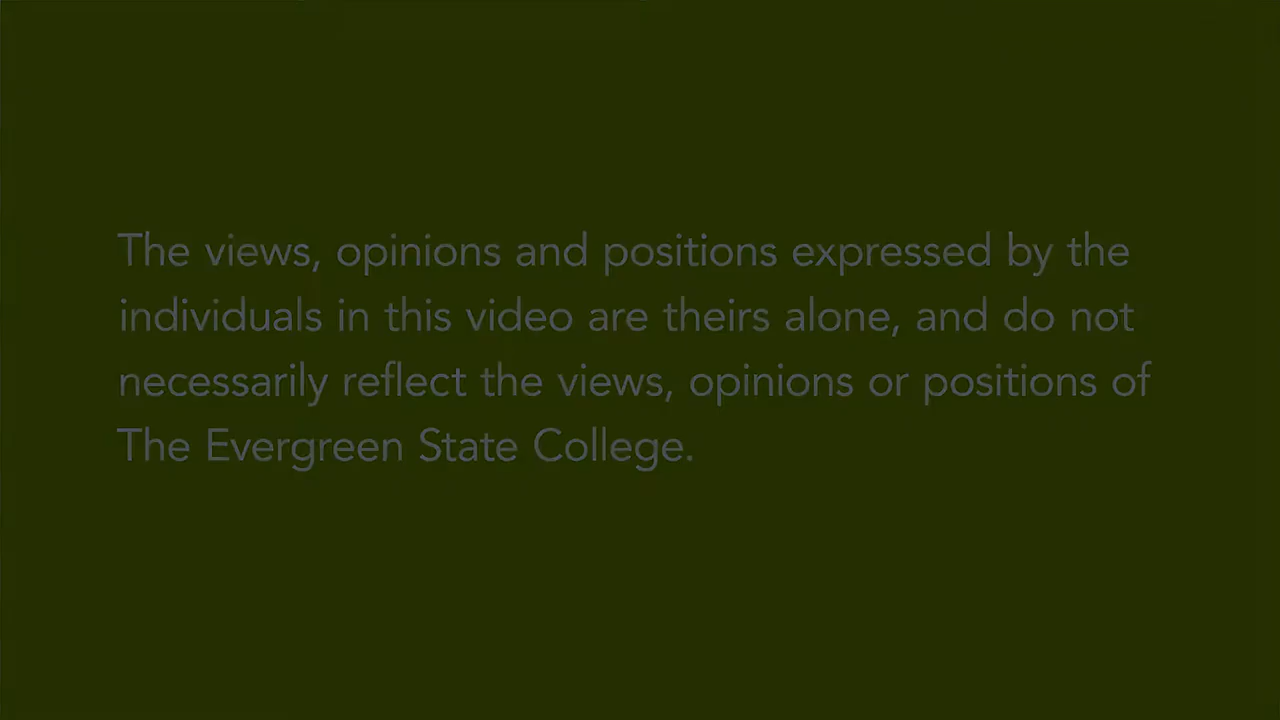 The views, opinions and positions expressed by the
individuals in this video are theirs alone, and do not
necessarily reflect the views, opinions or positions of
The Evergreen State College.